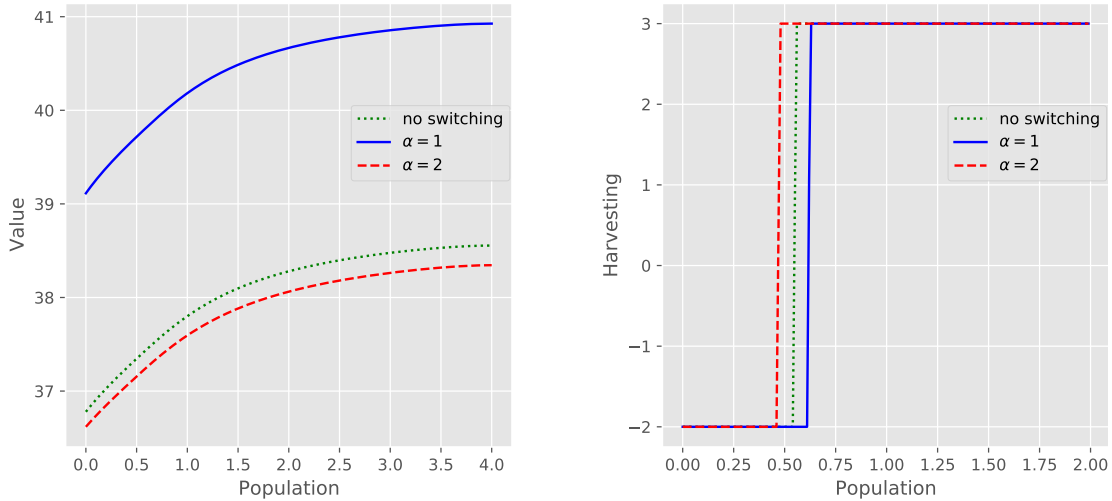 41
40
39
38
37
Value
0.0 0.5 1.0 1.5 2.0 2.5 3.0 3.5 4.0
Population
no switching
α = 1
α = 2
3
2
1
0
−1
−2
Harvesting
0.00 0.25 0.50 0.75 1.00 1.25 1.50 1.75 2.00
Population
no switching
α = 1
α = 2